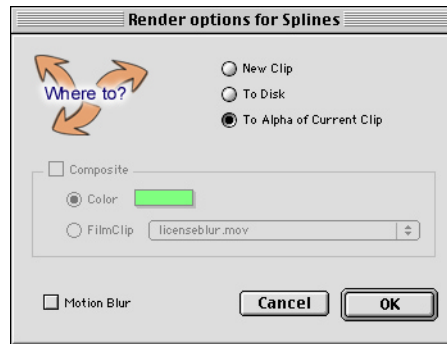 Render options for Splines
Where to?
New Clip
To Disk
To Alpha of Current Clip
Composite
Color
FilmClip licenseblur.mov
Motion Blur
Cancel
OK